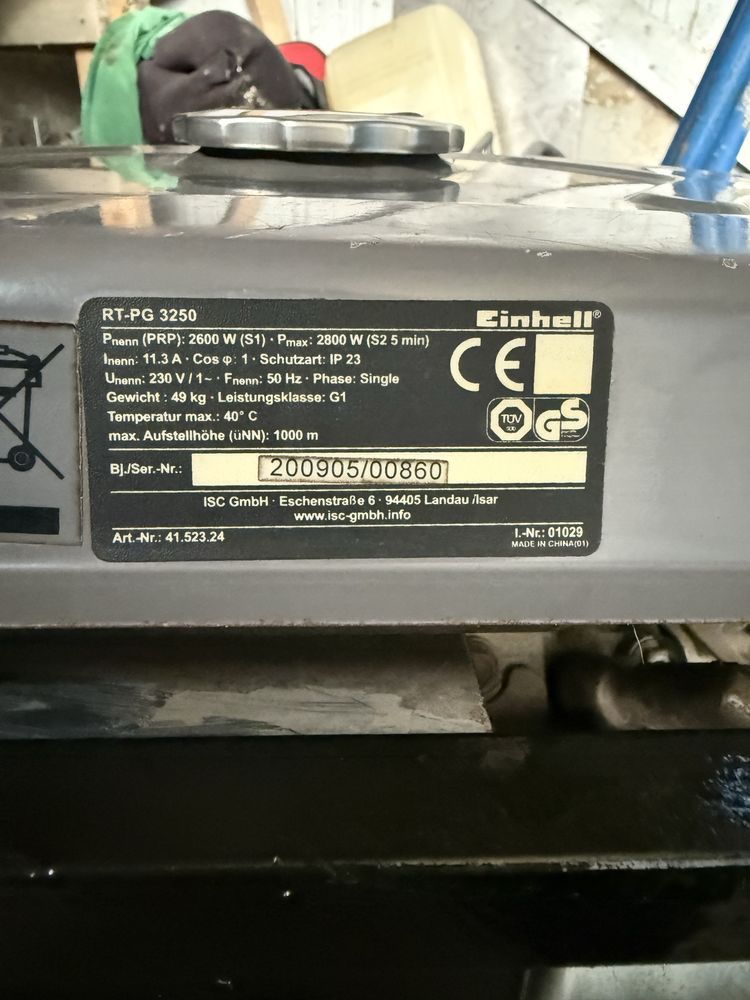 RT-PG 3250
Einhell®
Pnenn (PRP): 2600 W (S1) · Pmax: 2800 W (S2 5 min)
Inenn: 11.3 A · Cos φ: 1 · Schutzart: IP 23
Unenn: 230 V / 1~ · Fnenn: 50 Hz · Phase: Single
Gewicht : 49 kg · Leistungsklasse: G1
Temperatur max.: 40° C
max. Aufstellhöhe (üNN): 1000 m
CE
TÜV
SÜD
GS
Bj./Ser.-Nr.: 200905/00860
ISC GmbH · Eschenstraße 6 · 94405 Landau /Isar
www.isc-gmbh.info
Art.-Nr.: 41.523.24
I.-Nr.: 01029
MADE IN CHINA(01)